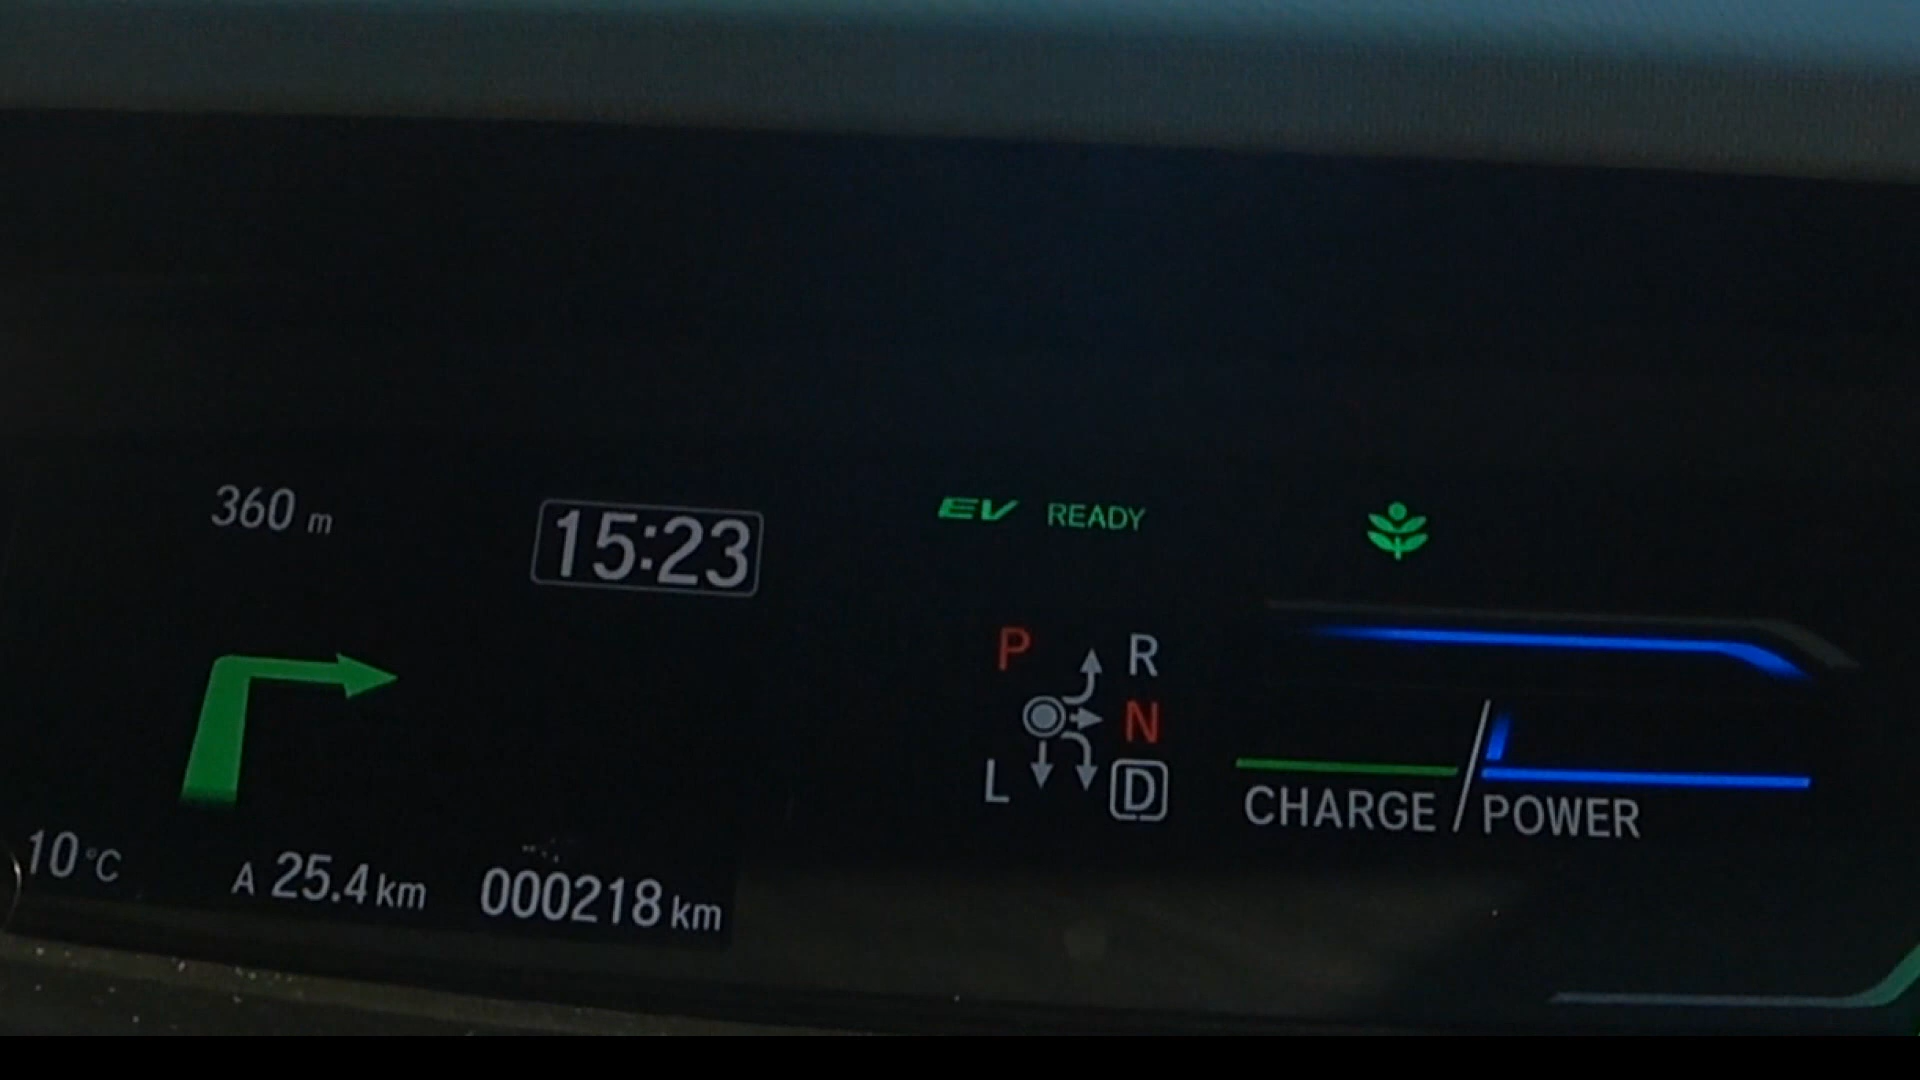 360 m
15:23
EV READY
P R
N
L D
CHARGE / POWER
10°C
A 25.4 km 000218 km